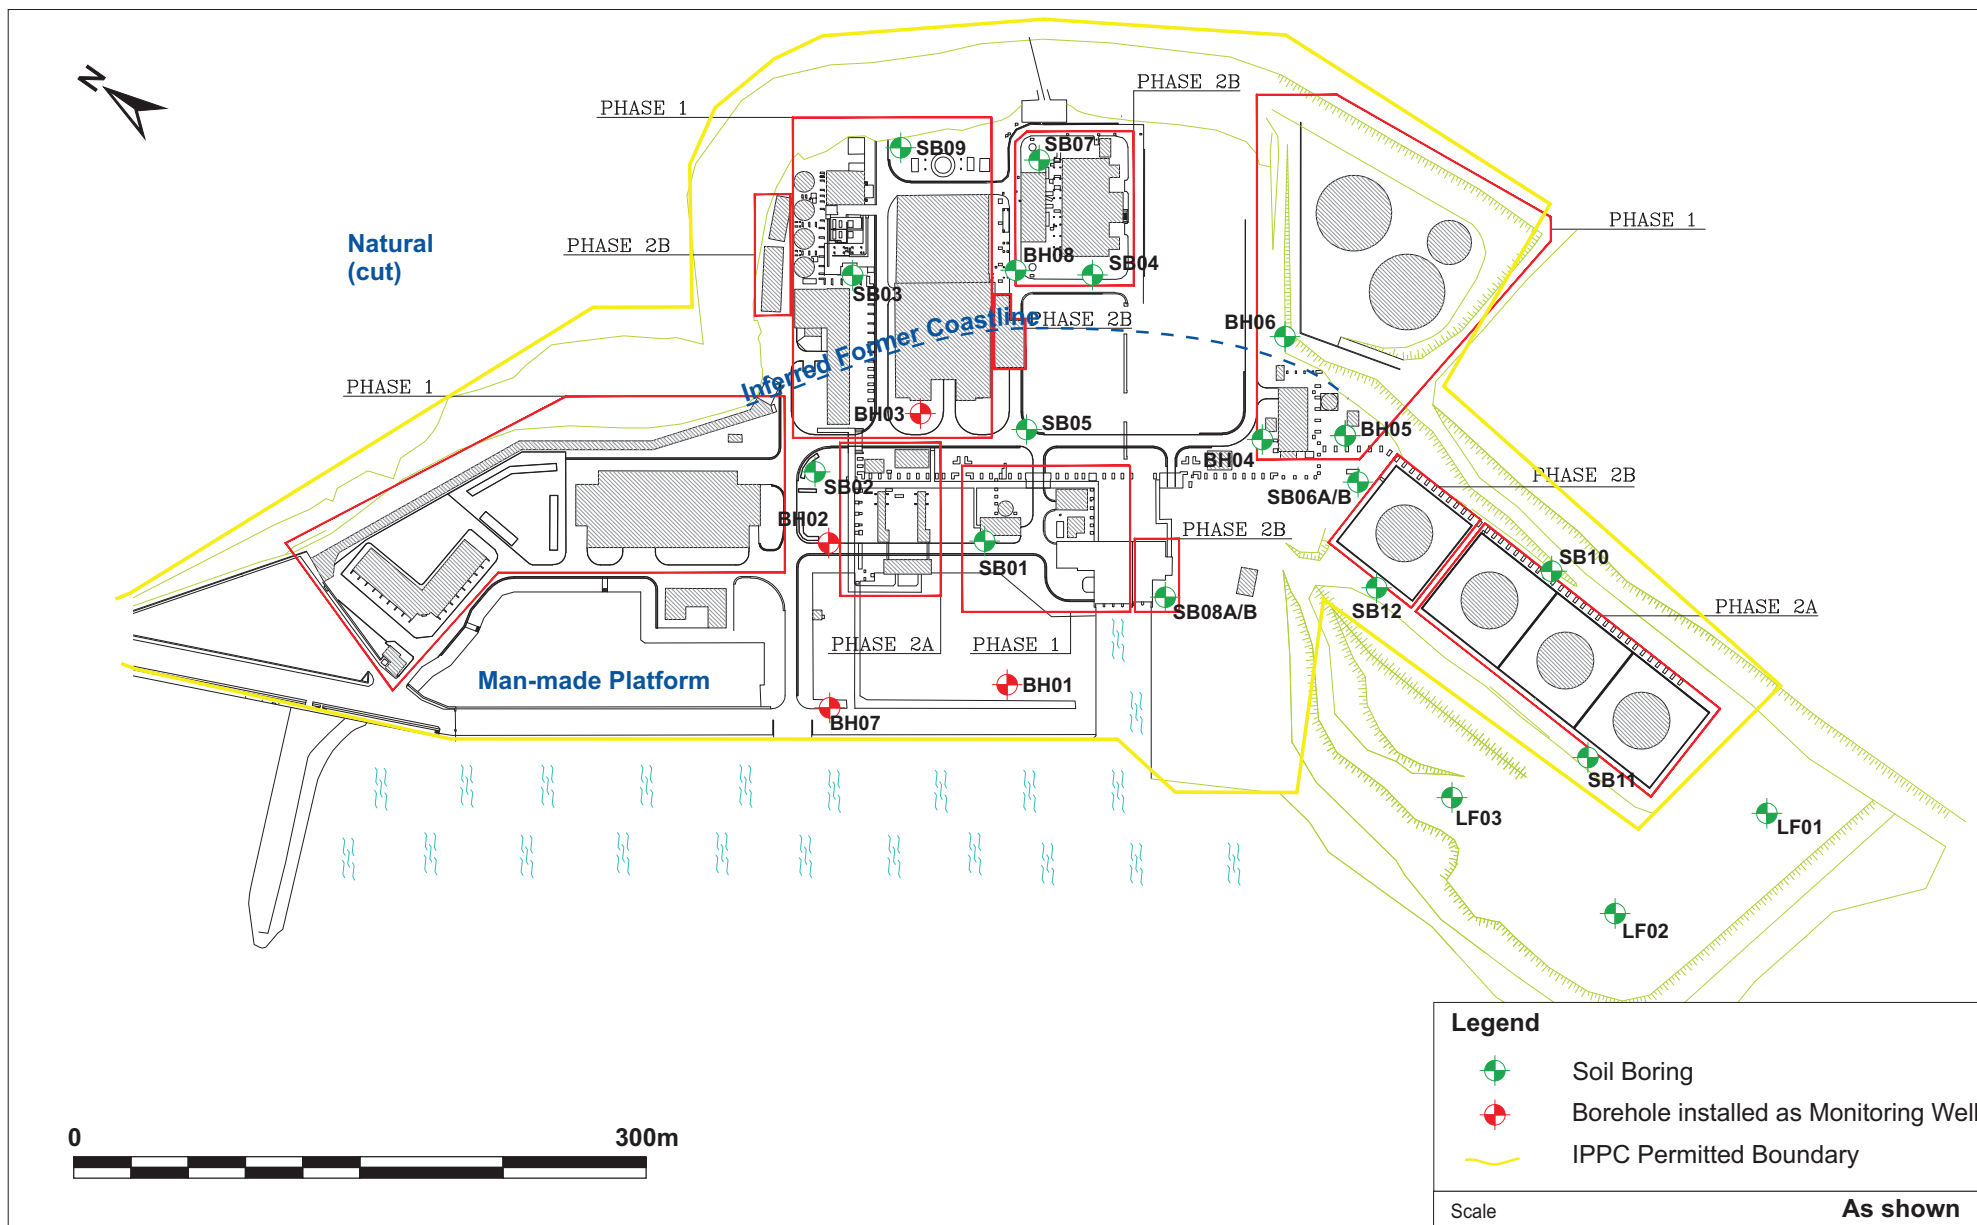 N
PHASE 1
PHASE 2B
SB09
SB07
Natural
(cut)
PHASE 2B
PHASE 1
BH08
SB04
SB03
Inferred Former Coastline
PHASE 2B
BH06
PHASE 1
BH03
SB05
BH05
BH04
SB02
SB06A/B
PHASE 2B
BH02
PHASE 2B
SB01
SB10
SB12
SB08A/B
PHASE 2A
PHASE 2A
PHASE 1
Man-made Platform
BH01
BH07
SB11
LF03
LF01
LF02
Legend
Soil Boring
Borehole installed as Monitoring Well
IPPC Permitted Boundary
Scale
As shown
0
300m